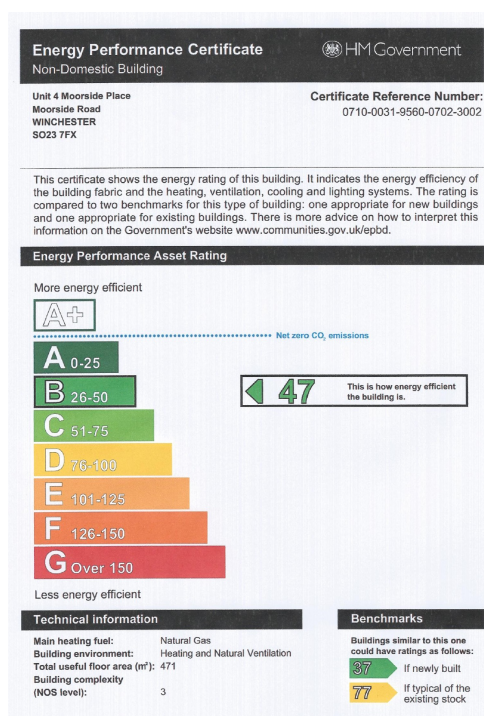 Energy Performance Certificate
Non-Domestic Building
HM Government
Unit 4 Moorside Place
Moorside Road
WINCHESTER
SO23 7FX
Certificate Reference Number:
0710-0031-9560-0702-3002
This certificate shows the energy rating of this building. It indicates the energy efficiency of
the building fabric and the heating, ventilation, cooling and lighting systems. The rating is
compared to two benchmarks for this type of building: one appropriate for new buildings
and one appropriate for existing buildings. There is more advice on how to interpret this
information on the Government's website www.communities.gov.uk/epbd.
Energy Performance Asset Rating
More energy efficient
A+
Net zero CO₂ emissions
A 0-25
B 26-50
47
This is how energy efficient
the building is.
C 51-75
D 76-100
E 101-125
F 126-150
G Over 150
Less energy efficient
Technical information
Main heating fuel: Natural Gas
Building environment: Heating and Natural Ventilation
Total useful floor area (m²): 471
Building complexity
(NOS level): 3
Benchmarks
Buildings similar to this one
could have ratings as follows:
37 If newly built
77 If typical of the
existing stock